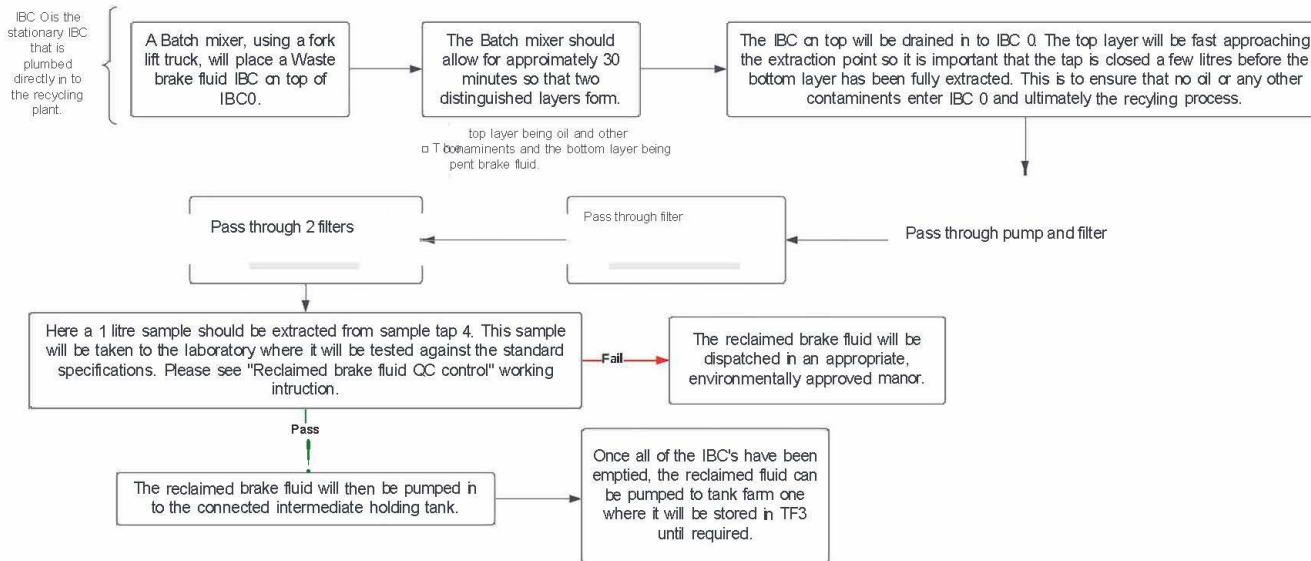 IBC O is the
stationary IBC
that is
plumbed
directly in to
the recycling
plant.
A Batch mixer, using a fork
lift truck, will place a Waste
brake fluid IBC on top of
IBC0.
The Batch mixer should
allow for approimately 30
minutes so that two
distinguished layers form.
top layer being oil and other
□ The conaminents and the bottom layer being
pent brake fluid.
The IBC on top will be drained in to IBC 0. The top layer will be fast approaching
the extraction point so it is important that the tap is closed a few litres before the
bottom layer has been fully extracted. This is to ensure that no oil or any other
contaminents enter IBC 0 and ultimately the recyling process.
Pass through 2 filters
Pass through filter
Pass through pump and filter
Here a 1 litre sample should be extracted from sample tap 4. This sample
will be taken to the laboratory where it will be tested against the standard
specifications. Please see "Reclaimed brake fluid QC control" working
intruction.
Fail
The reclaimed brake fluid will be
dispatched in an appropriate,
environmentally approved manor.
Pass
The reclaimed brake fluid will then be pumped in
to the connected intermediate holding tank.
Once all of the IBC's have been
emptied, the reclaimed fluid can
be pumped to tank farm one
where it will be stored in TF3
until required.